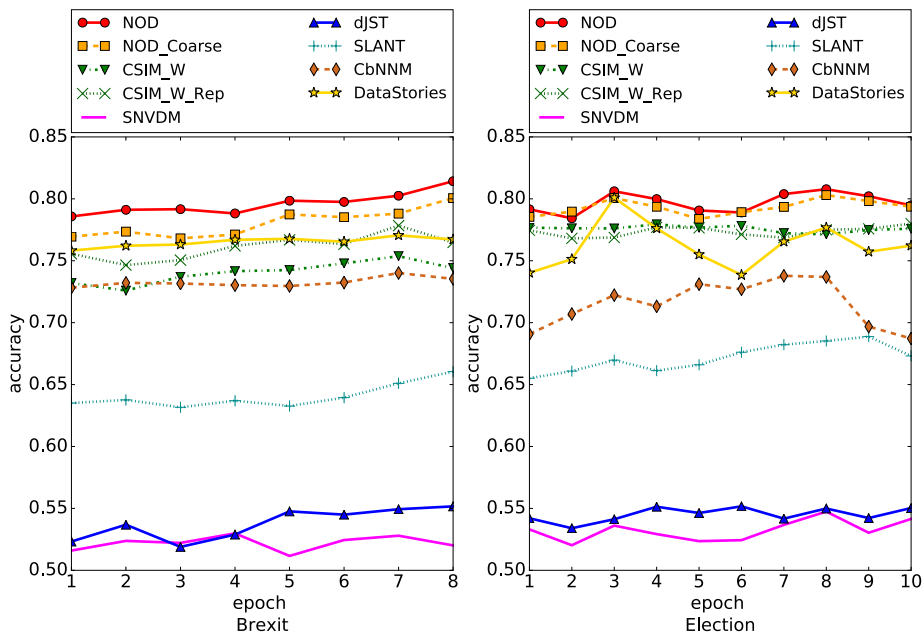 NOD
NOD_Coarse
CSIM_W
CSIM_W_Rep
SNVDM
dJST
SLANT
CbNNM
DataStories
0.85
0.80
0.75
0.70
0.65
0.60
0.55
0.50
accuracy
1 2 3 4 5 6 7 8
epoch
Brexit
NOD
NOD_Coarse
CSIM_W
CSIM_W_Rep
SNVDM
dJST
SLANT
CbNNM
DataStories
0.85
0.80
0.75
0.70
0.65
0.60
0.55
0.50
accuracy
1 2 3 4 5 6 7 8 9 10
epoch
Election